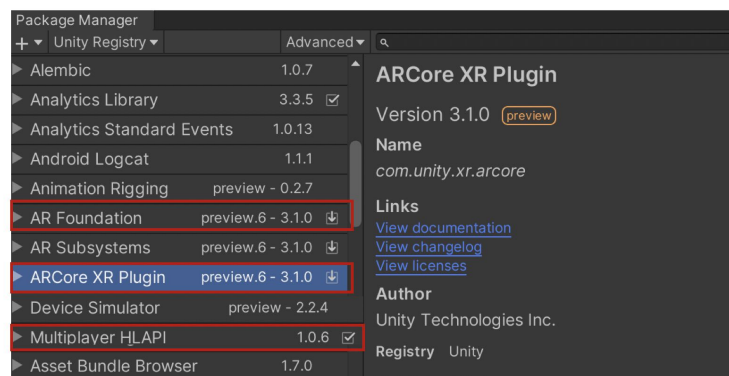 Package Manager
+ Unity Registry Advanced
Alembic 1.0.7
Analytics Library 3.3.5
Analytics Standard Events 1.0.13
Android Logcat 1.1.1
Animation Rigging preview - 0.2.7
AR Foundation preview.6 - 3.1.0
AR Subsystems preview.6 - 3.1.0
ARCore XR Plugin preview.6 - 3.1.0
Device Simulator preview - 2.2.4
Multiplayer HLAPI 1.0.6
Asset Bundle Browser 1.7.0
ARCore XR Plugin
Version 3.1.0 preview
Name
com.unity.xr.arcore
Links
View documentation
View changelog
View licenses
Author
Unity Technologies Inc.
Registry Unity